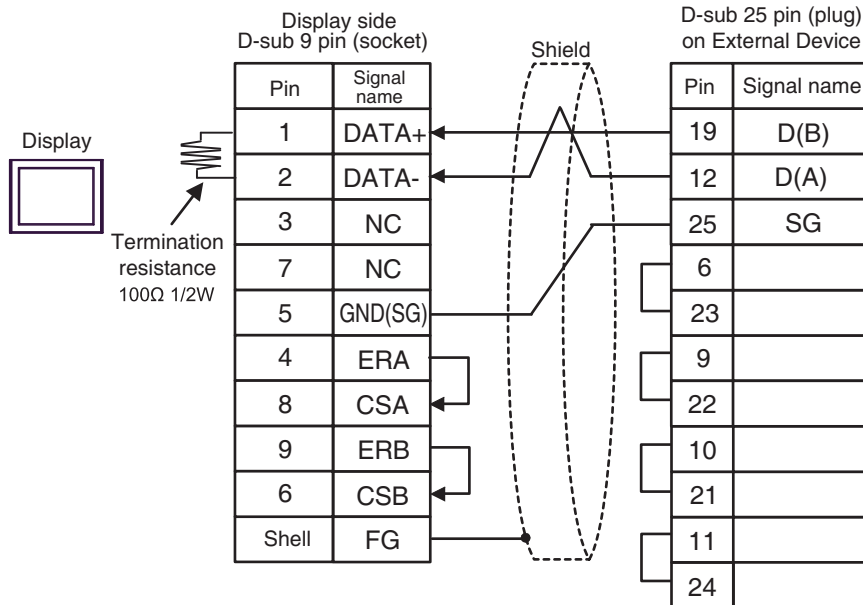 Display side
D-sub 9 pin (socket)
D-sub 25 pin (plug)
on External Device
Shield
Display
Termination
resistance
100Ω 1/2W
Pin Signal name
1 DATA+
2 DATA-
3 NC
7 NC
5 GND(SG)
4 ERA
8 CSA
9 ERB
6 CSB
Shell FG
Pin Signal name
19 D(B)
12 D(A)
25 SG
6
23
9
22
10
21
11
24